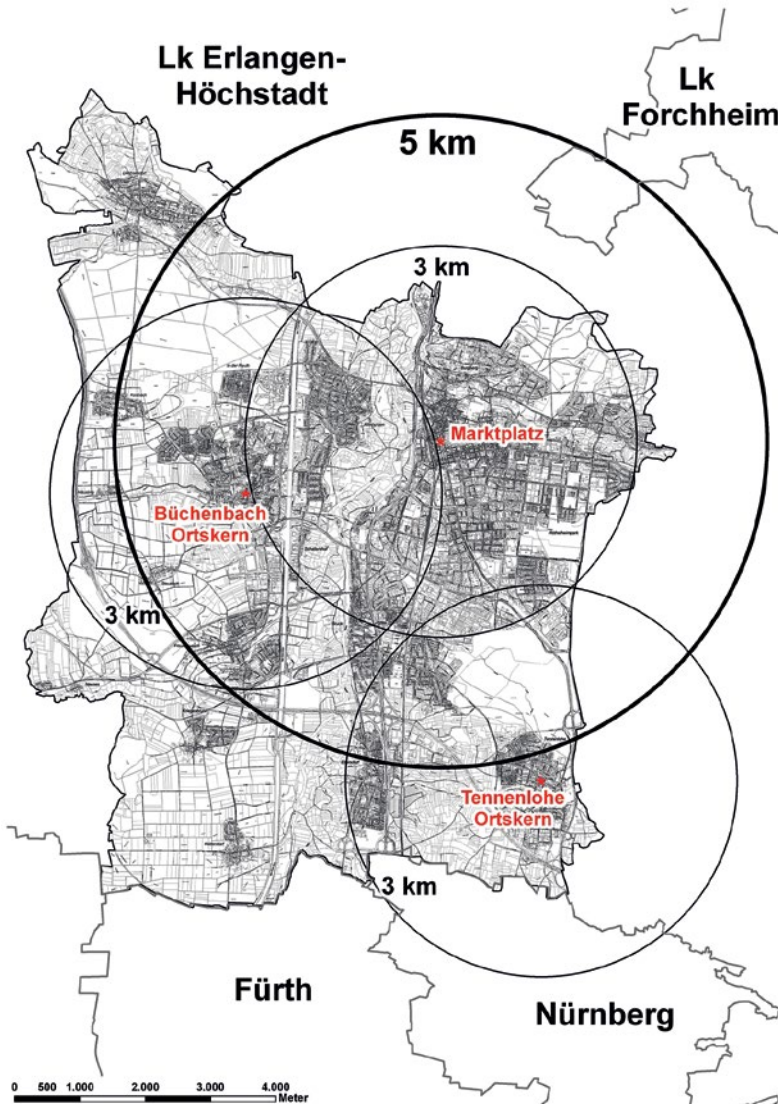 Lk Erlangen-
Höchstadt
Lk
Forchheim
5 km
3 km
Marktplatz
Büchenbach
Ortskern
3 km
Tennenlohe
Ortskern
3 km
Fürth
Nürnberg
0 500 1.000 2.000 3.000 4.000
Meter